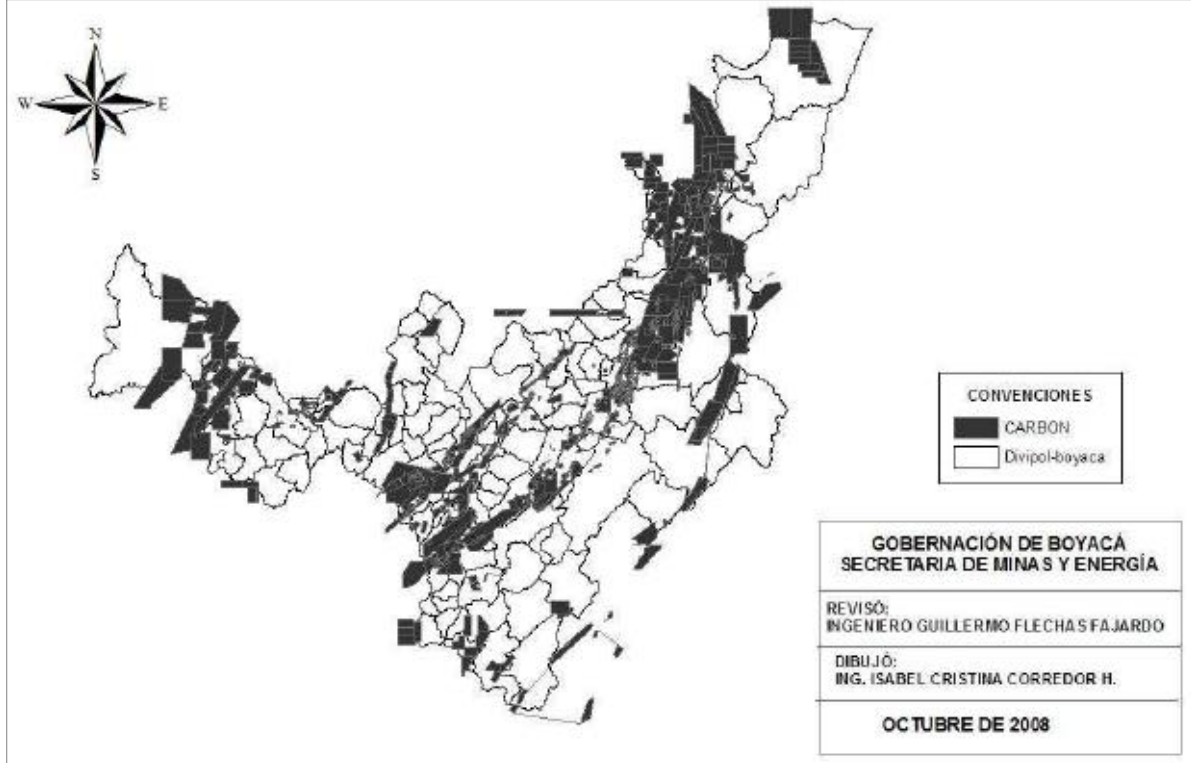 N
W
E
S
CONVENCIONES
CARBON
Divipol-boyaca
GOBERNACIÓN DE BOYACÁ
SECRETARIA DE MINAS Y ENERGÍA
REVISÓ:
INGENIERO GUILLERMO FLECHAS FAJARDO
DIBUJÓ:
ING. ISABEL CRISTINA CORREDOR H.
OCTUBRE DE 2008